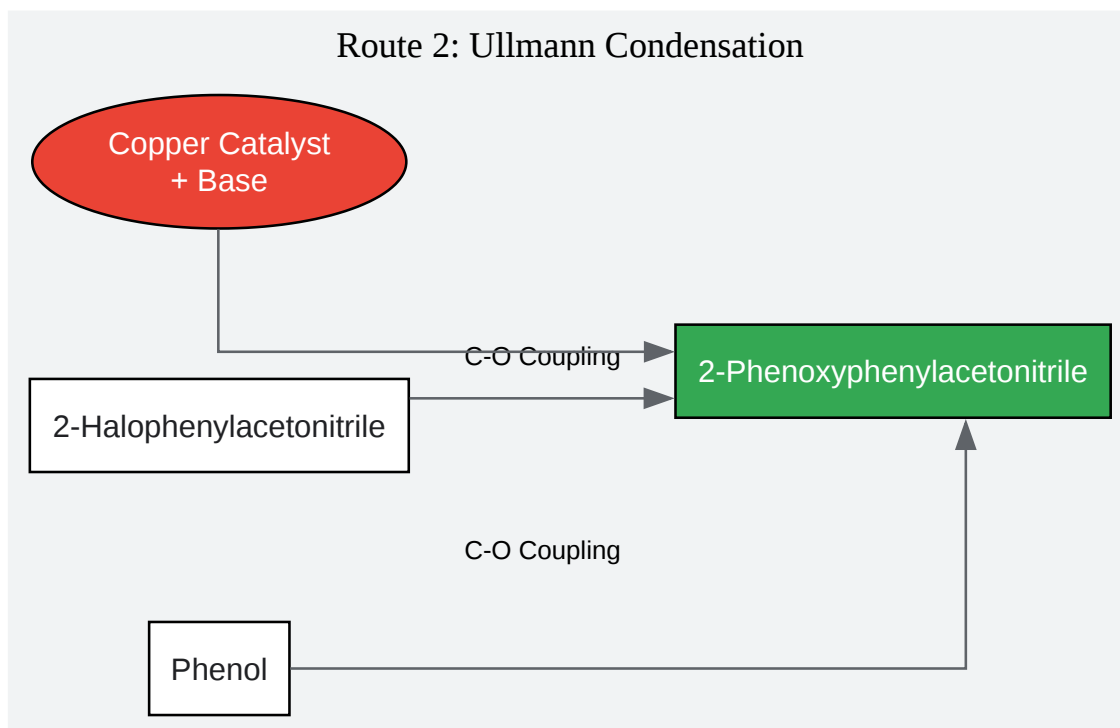 Route 2: Ullmann Condensation
Copper Catalyst
+ Base
C-O Coupling
2-Phenoxyphenylacetonitrile
2-Halophenylacetonitrile
C-O Coupling
Phenol